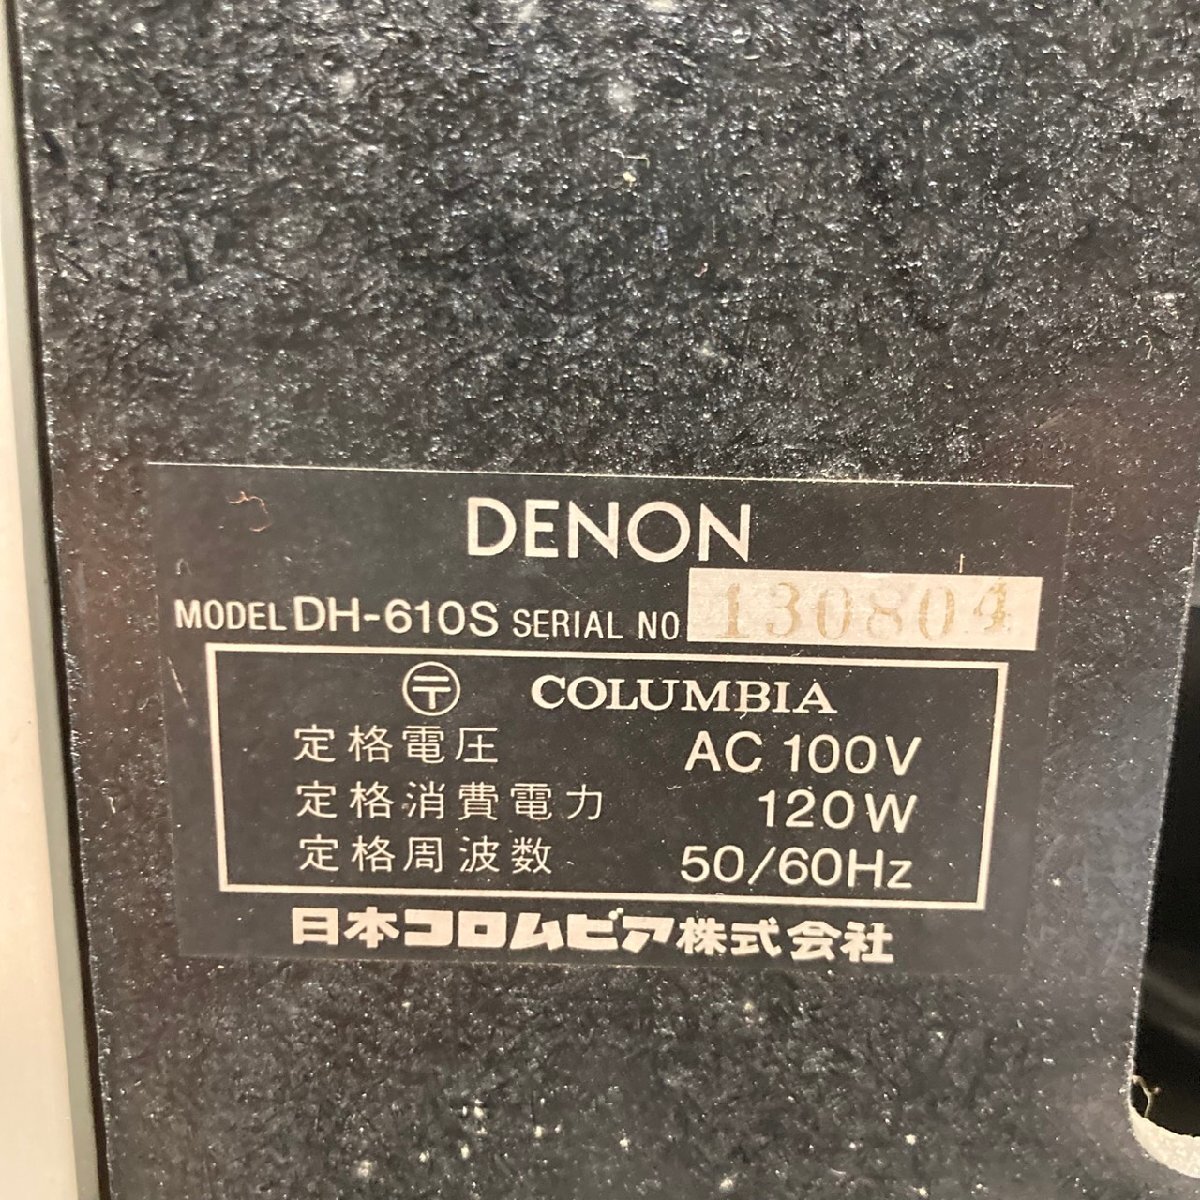 DENON
MODEL DH-610S SERIAL NO 130804
〒 COLUMBIA
定格電圧 AC 100V
定格消費電力 120W
定格周波数 50/60Hz
日本コロムビア株式会社